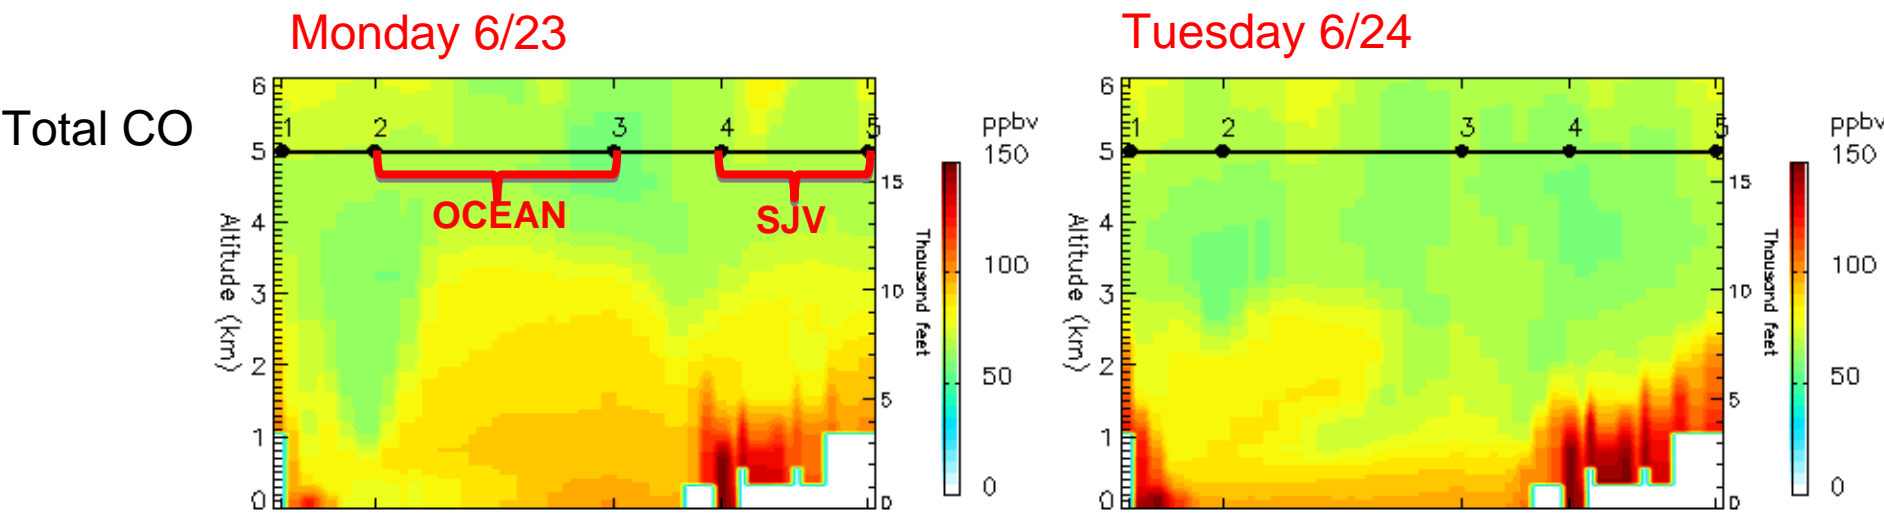 Monday 6/23
Tuesday 6/24
Total CO
6
5
4
3
2
1
0
Altitude (km)
1 2 3 4 5
OCEAN
SJV
15
10
5
0
Thousand feet
ppbv
150
100
50
0
6
5
4
3
2
1
0
Altitude (km)
1 2 3 4 5
15
10
5
0
Thousand feet
ppbv
150
100
50
0